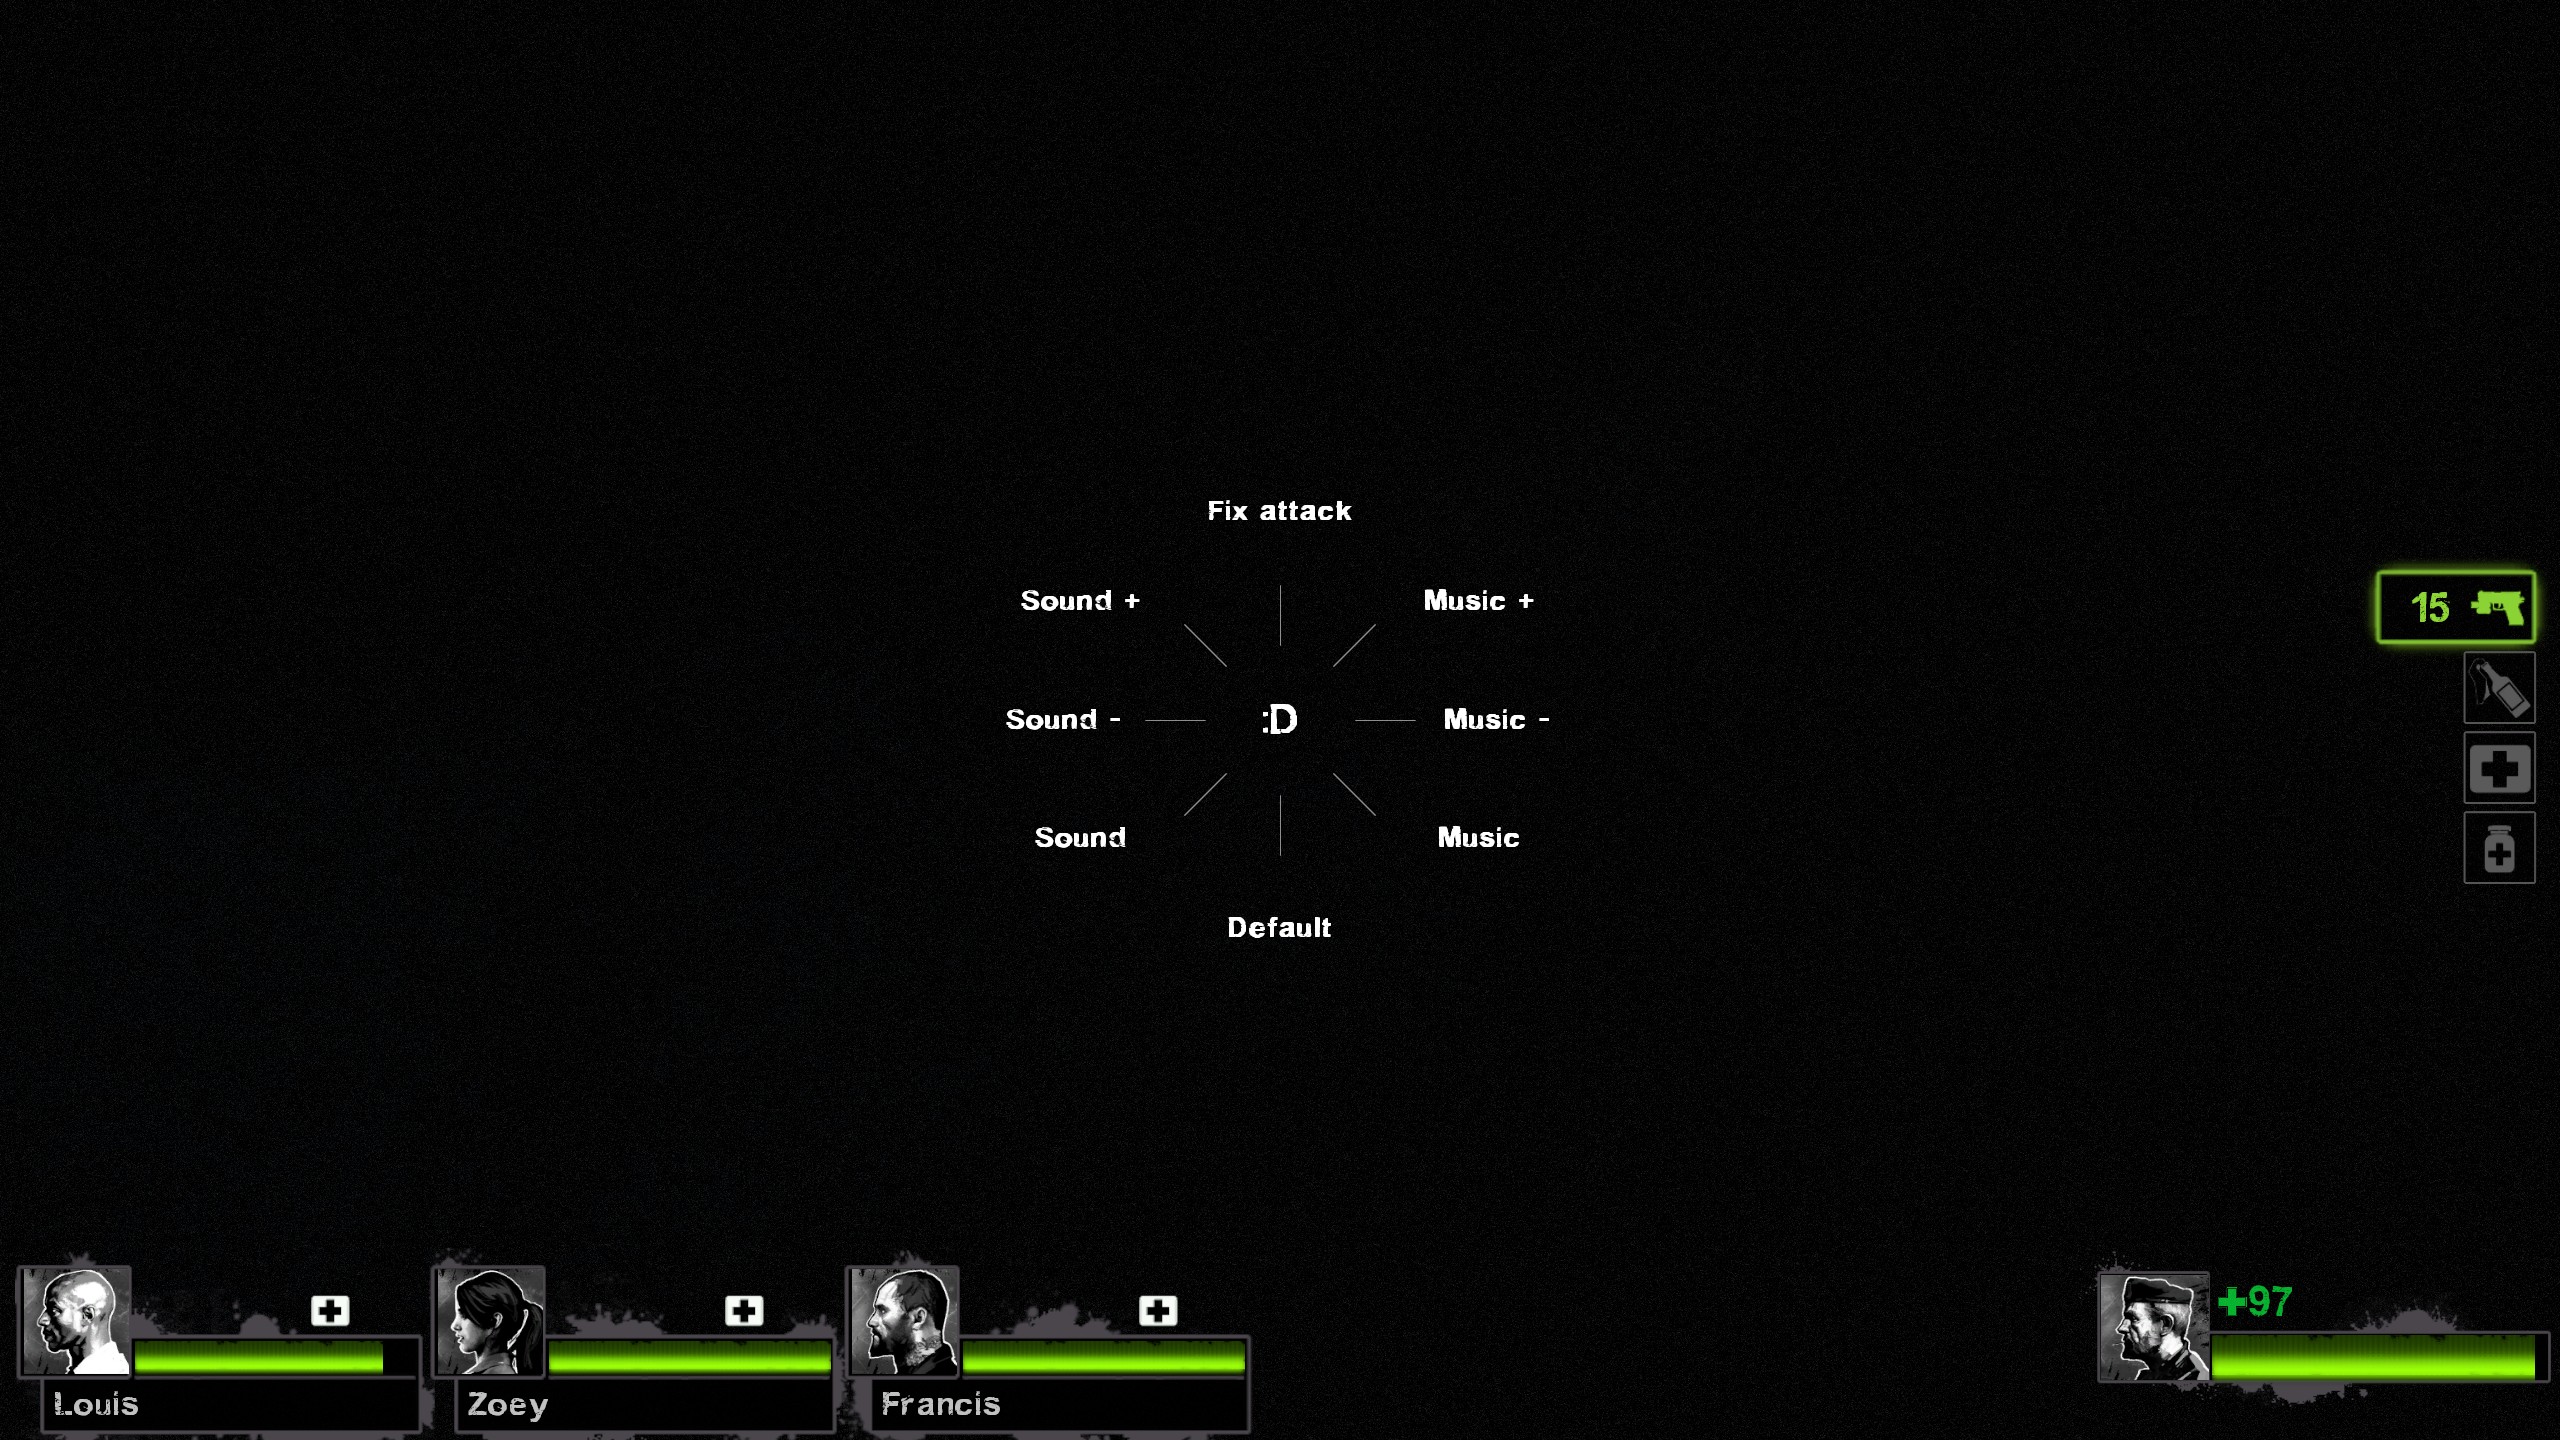 Fix attack
Sound +
Music +
15
Sound -
:D
Music -
Sound
Music
Default
+97
Louis
Zoey
Francis